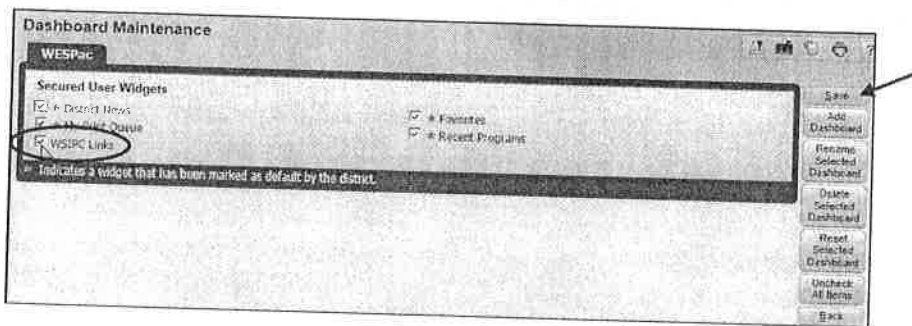 Dashboard Maintenance
WESPac
Secured User Widgets
* District News
* My Print Queue
WSIPC Links
* Favorites
* Recent Programs
* Indicates a widget that has been marked as default by the district.
?
Save
Add
Dashboard
Rename
Selected
Dashboard
Delete
Selected
Dashboard
Reset
Selected
Dashboard
Uncheck
All Items
Back